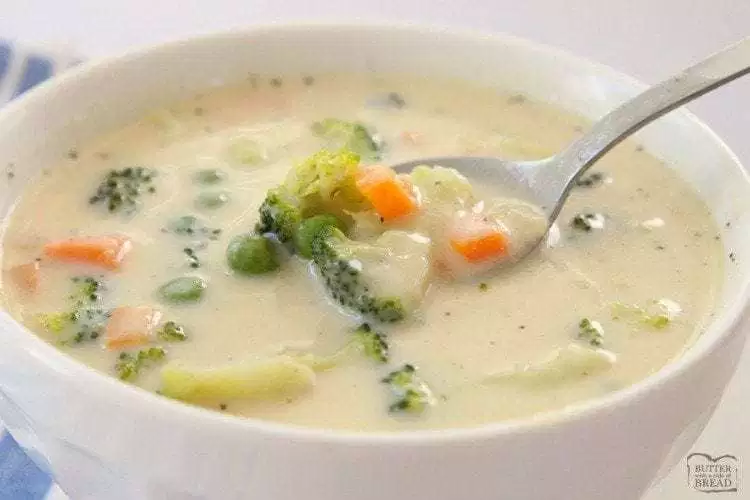 BUTTER
with a side of
BREAD